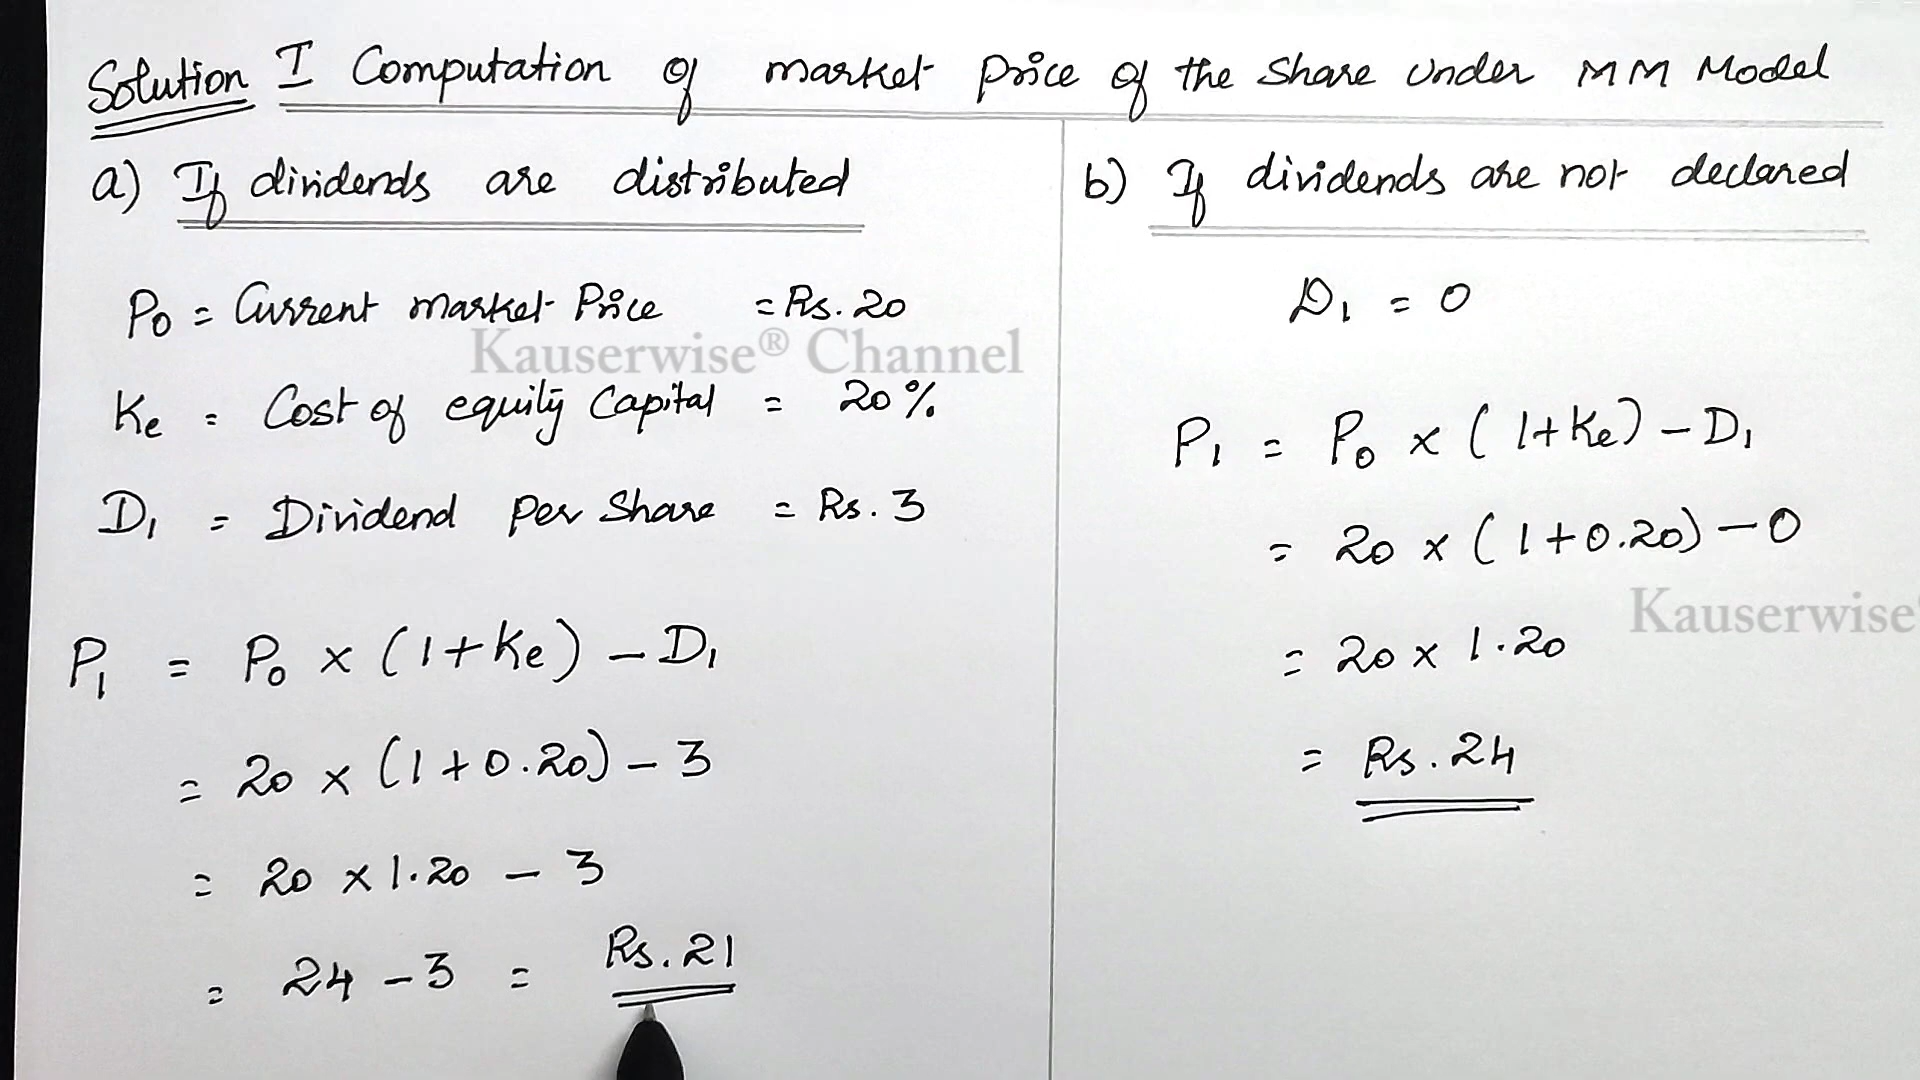 Solution I Computation of market Price of the Share under MM Model
a) If dividends are distributed
P₀ = Current market Price = Rs. 20
Kauserwise® Channel
Ke = Cost of equity Capital = 20%
D₁ = Dividend Per Share = Rs. 3
P₁ = P₀ × (1+Ke) – D₁
= 20 × (1+0.20) – 3
= 20 × 1.20 – 3
= 24 – 3 = Rs. 21
b) If dividends are not declared
D₁ = 0
P₁ = P₀ × (1+Ke) – D₁
= 20 × (1+0.20) – 0
Kauserwise
= 20 × 1.20
= Rs. 24